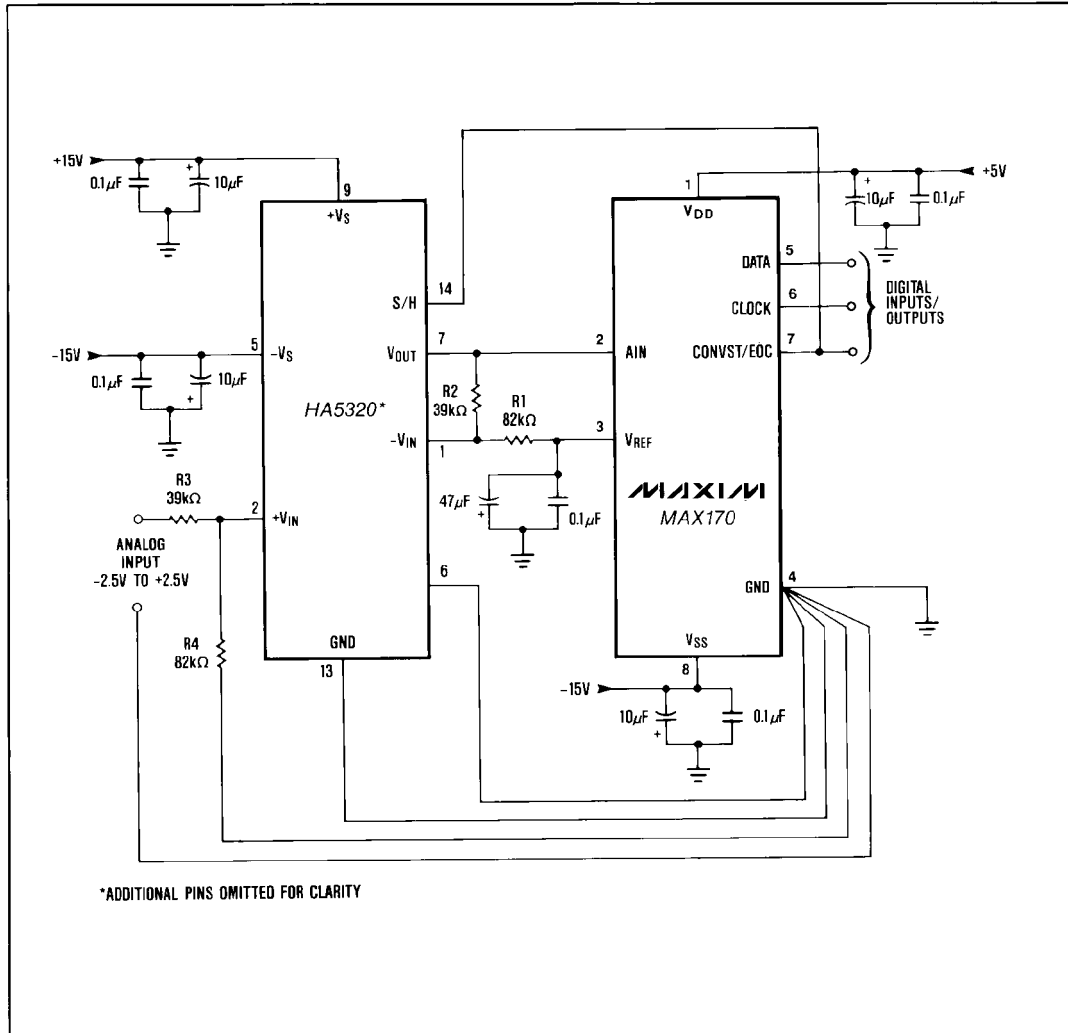 +15V
0.1µF
+
10µF
9
+VS
-15V
0.1µF
10µF
+
5
-VS
HA5320*
S/H
14
VOUT
7
-VIN
1
6
+VIN
2
R3
39kΩ
ANALOG
INPUT
-2.5V TO +2.5V
R4
82kΩ
GND
13
R2
39kΩ
R1
82kΩ
47µF
+
0.1µF
1
VDD
+
10µF
0.1µF
+5V
DATA
5
CLOCK
6
CONVST/EOC
7
DIGITAL
INPUTS/
OUTPUTS
2
AIN
3
VREF
MAXIM
MAX170
GND
4
VSS
8
-15V
10µF
+
0.1µF
*ADDITIONAL PINS OMITTED FOR CLARITY